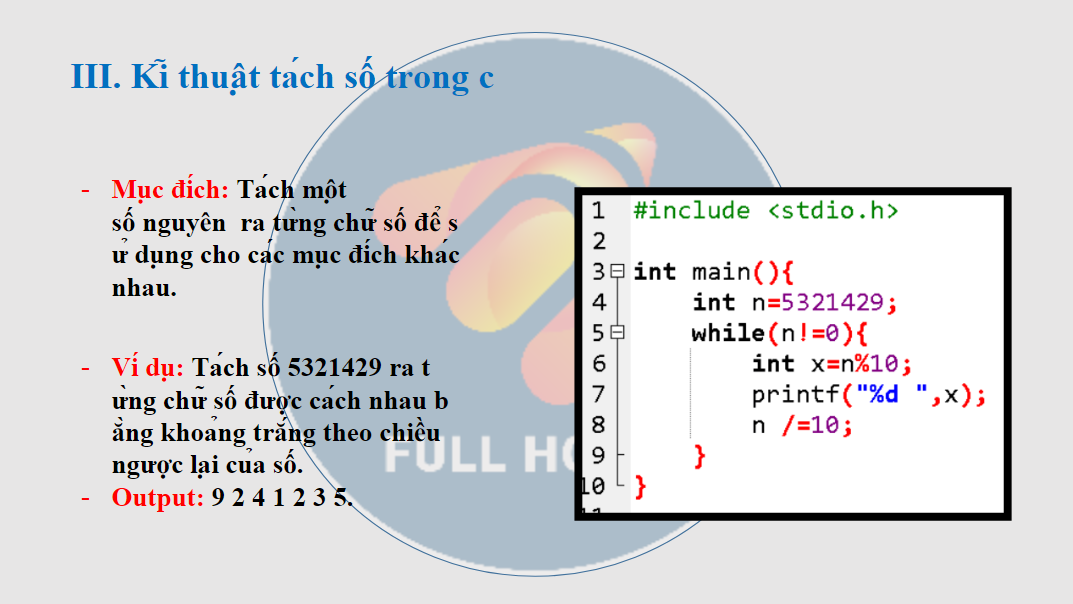 III. Kĩ thuật tách số trong c
- Mục đích: Tách một
số nguyên ra từng chữ số để s
ử dụng cho các mục đích khác
nhau.
- Ví dụ: Tách số 5321429 ra t
ừng chữ số được cách nhau b
ằng khoảng trắng theo chiều
ngược lại của số.
- Output: 9 2 4 1 2 3 5.
FULL HO
1 #include <stdio.h>
2
3 int main(){
4 int n=5321429;
5 while(n!=0){
6 int x=n%10;
7 printf("%d ",x);
8 n /=10;
9 }
10 }
11